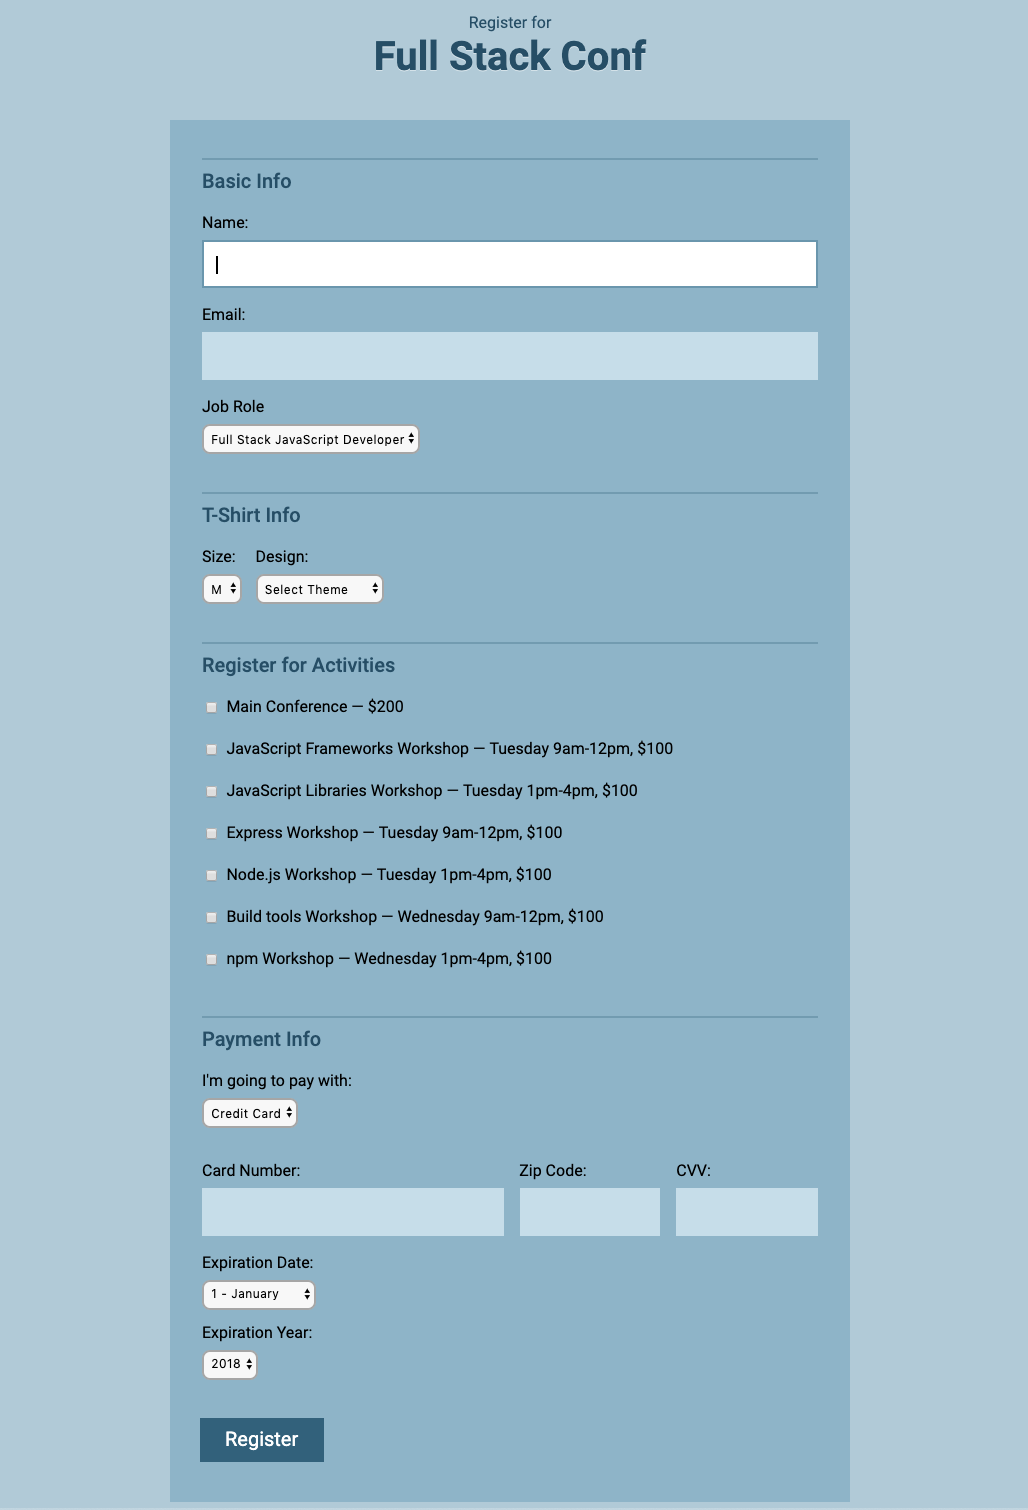 Register for
Full Stack Conf
Basic Info
Name:
Email:
Job Role
Full Stack JavaScript Developer
T-Shirt Info
Size: Design:
M Select Theme
Register for Activities
Main Conference — $200
JavaScript Frameworks Workshop — Tuesday 9am-12pm, $100
JavaScript Libraries Workshop — Tuesday 1pm-4pm, $100
Express Workshop — Tuesday 9am-12pm, $100
Node.js Workshop — Tuesday 1pm-4pm, $100
Build tools Workshop — Wednesday 9am-12pm, $100
npm Workshop — Wednesday 1pm-4pm, $100
Payment Info
I'm going to pay with:
Credit Card
Card Number: Zip Code: CVV:
Expiration Date:
1 - January
Expiration Year:
2018
Register